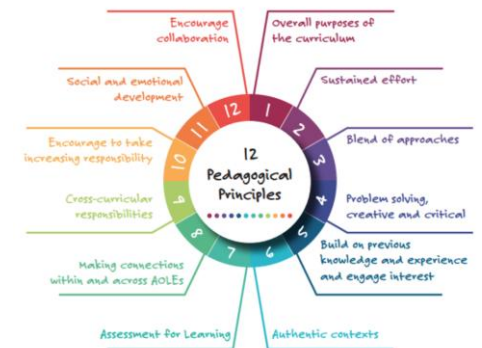 12
Pedagogical
Principles
1
Overall purposes of
the curriculum
2
Sustained effort
3
Blend of approaches
4
Problem solving,
creative and critical
5
Build on previous
knowledge and experience
and engage interest
6
Authentic contexts
7
Assessment for Learning
8
Making connections
within and across AOLEs
9
Cross-curricular
responsibilities
10
Encourage to take
increasing responsibility
11
Social and emotional
development
12
Encourage
collaboration